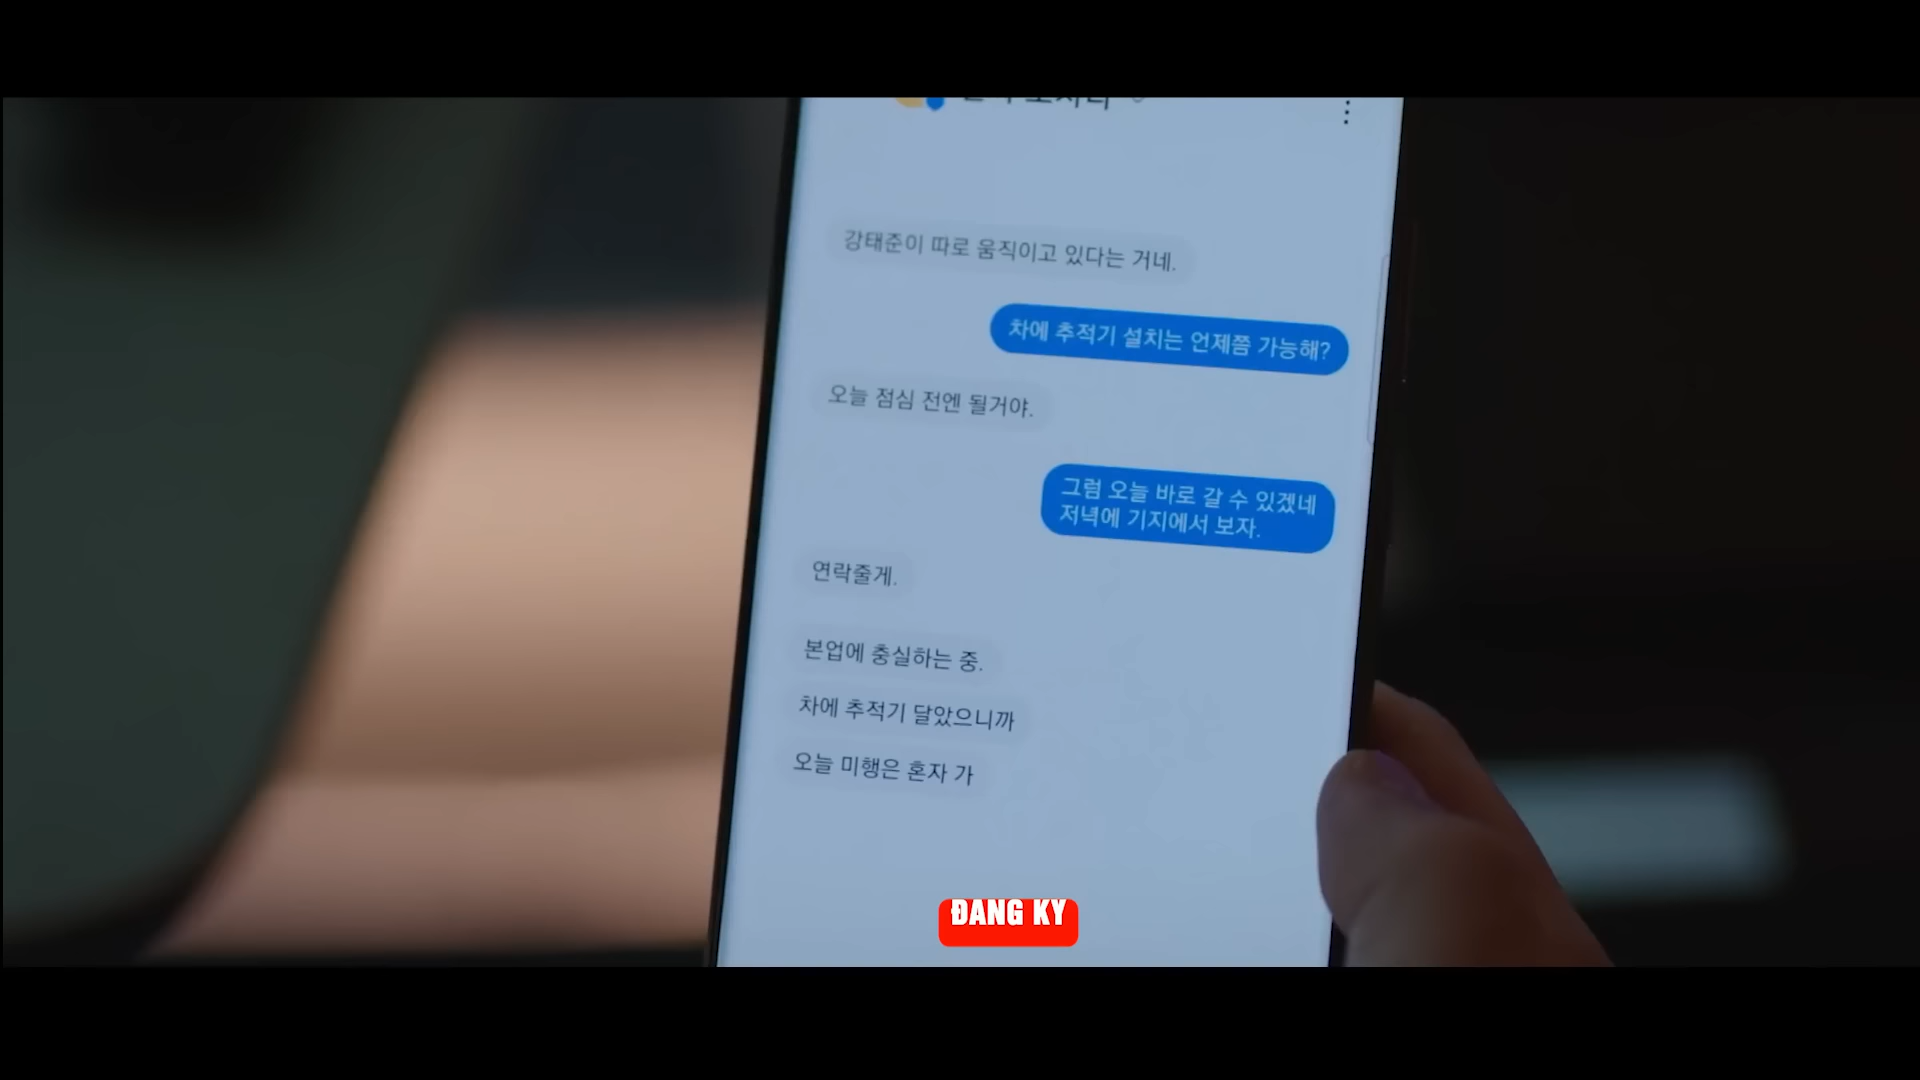 강태준이 따로 움직이고 있다는 거네.
차에 추적기 설치는 언제쯤 가능해?
오늘 점심 전엔 될거야.
그럼 오늘 바로 갈 수 있겠네
저녁에 기지에서 보자.
연락줄게.
본업에 충실하는 중.
차에 추적기 달았으니까
오늘 미행은 혼자 가
ĐANG KY